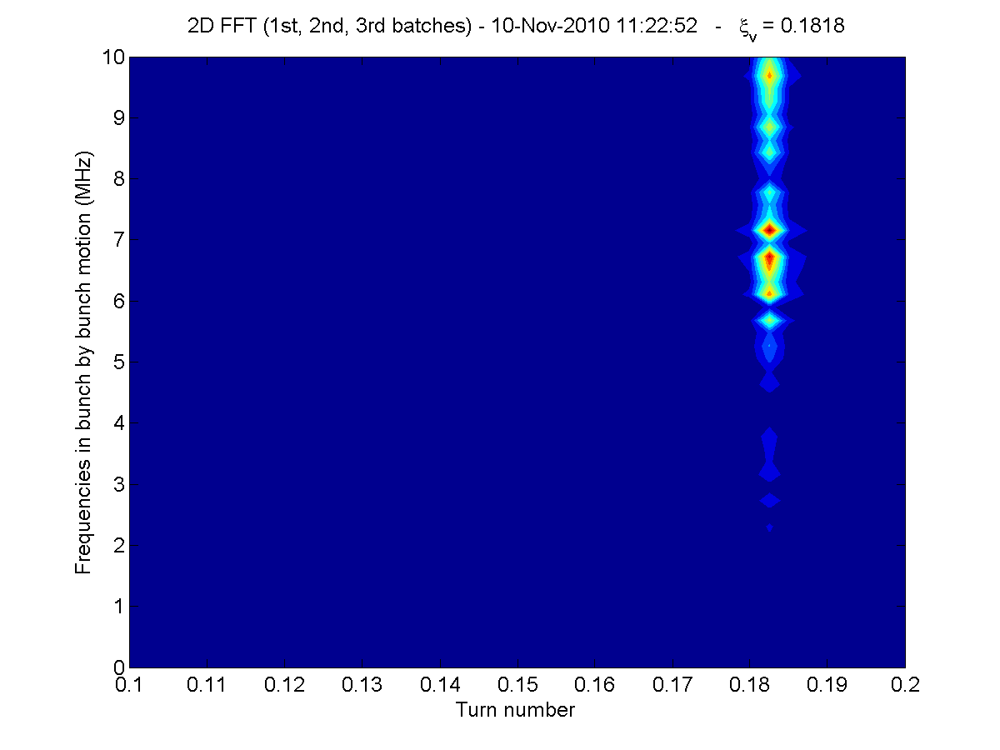 2D FFT (1st, 2nd, 3rd batches) - 10-Nov-2010 11:22:52 - ξv = 0.1818
10
9
8
7
6
5
4
3
2
1
0
Frequencies in bunch by bunch motion (MHz)
0.1 0.11 0.12 0.13 0.14 0.15 0.16 0.17 0.18 0.19 0.2
Turn number